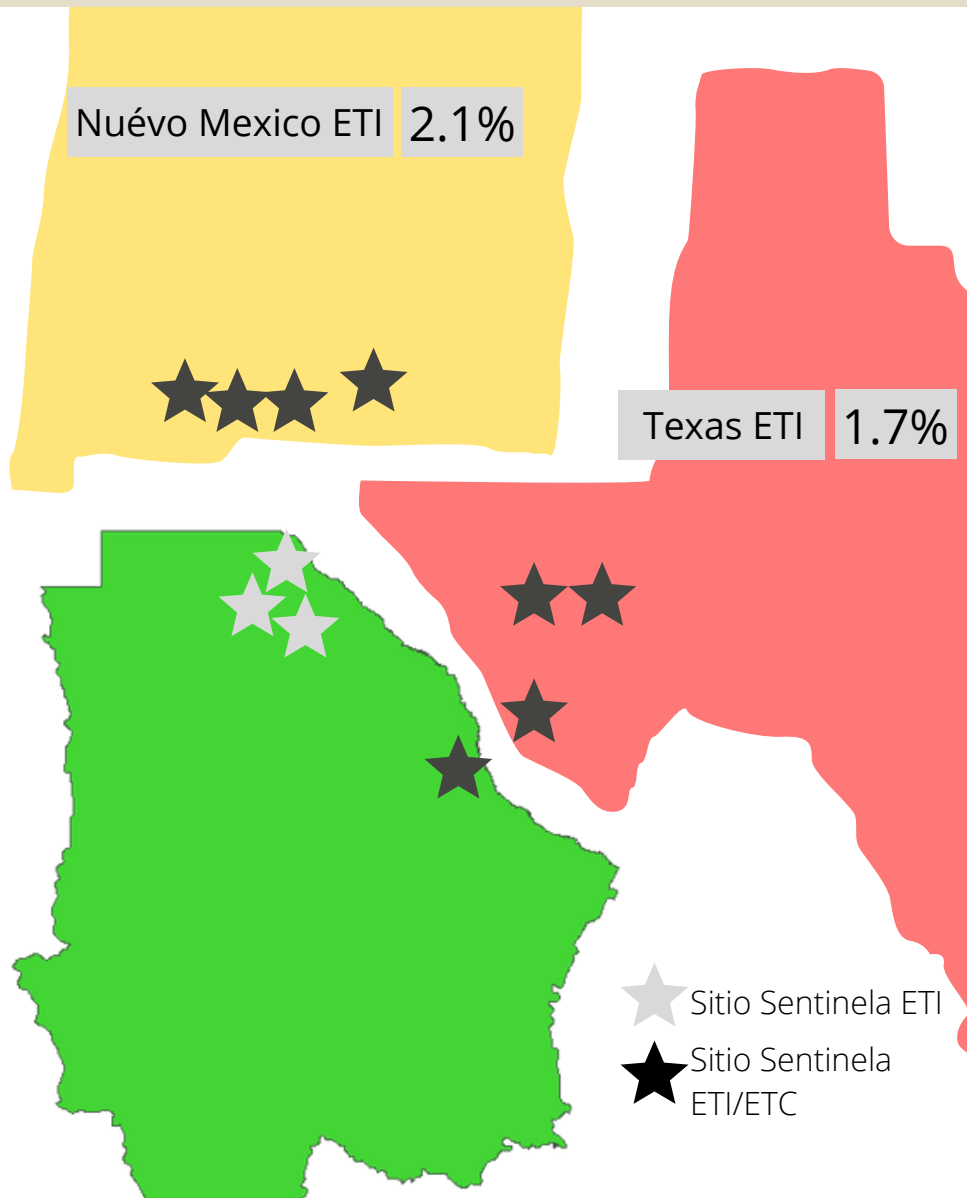 Nuévo Mexico ETI 2.1%
Texas ETI 1.7%
Sitio Sentinela ETI
Sitio Sentinela
ETI/ETC